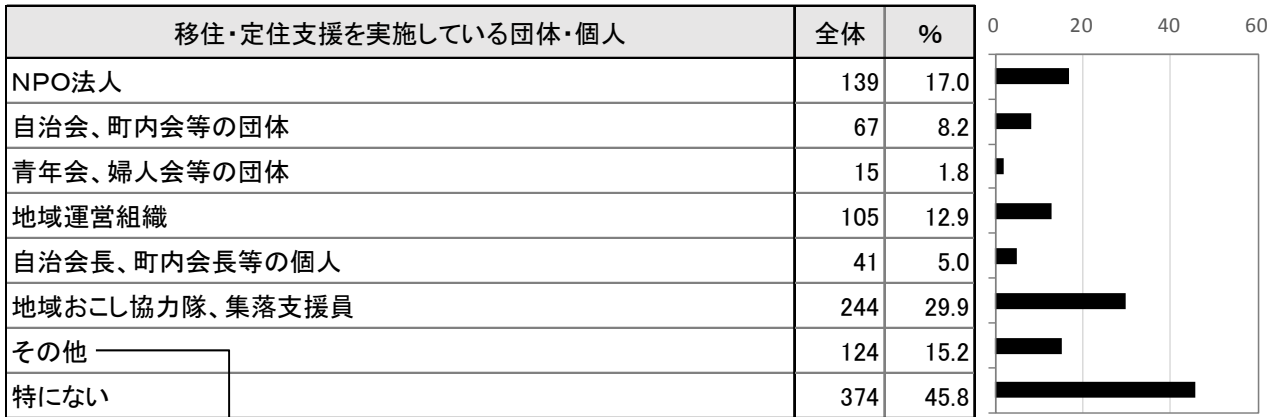 移住・定住支援を実施している団体・個人 全体 % 0 20 40 60
NPO法人 139 17.0
自治会、町内会等の団体 67 8.2
青年会、婦人会等の団体 15 1.8
地域運営組織 105 12.9
自治会長、町内会長等の個人 41 5.0
地域おこし協力隊、集落支援員 244 29.9
その他 124 15.2
特にない 374 45.8